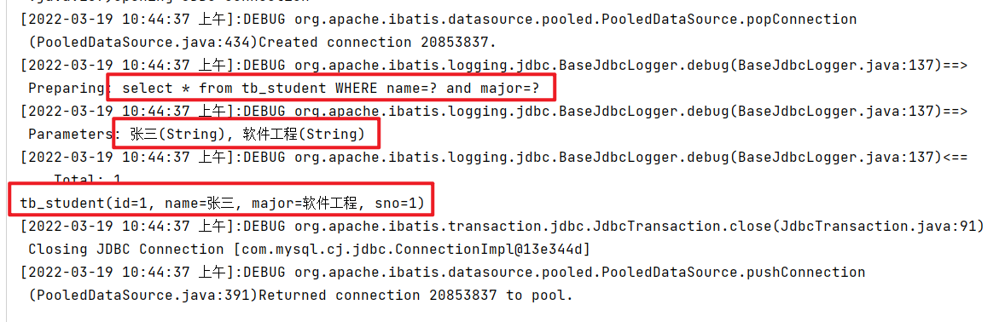 [2022-03-19 10:44:37 上午]:DEBUG org.apache.ibatis.datasource.pooled.PooledDataSource.popConnection
(PooledDataSource.java:434)Created connection 20853837.
[2022-03-19 10:44:37 上午]:DEBUG org.apache.ibatis.logging.jdbc.BaseJdbcLogger.debug(BaseJdbcLogger.java:137)==>
Preparing: select * from tb_student WHERE name=? and major=?
[2022-03-19 10:44:37 上午]:DEBUG org.apache.ibatis.logging.jdbc.BaseJdbcLogger.debug(BaseJdbcLogger.java:137)==>
Parameters: 张三(String), 软件工程(String)
[2022-03-19 10:44:37 上午]:DEBUG org.apache.ibatis.logging.jdbc.BaseJdbcLogger.debug(BaseJdbcLogger.java:137)<==
Total: 1
tb_student(id=1, name=张三, major=软件工程, sno=1)
[2022-03-19 10:44:37 上午]:DEBUG org.apache.ibatis.transaction.jdbc.JdbcTransaction.close(JdbcTransaction.java:91)
Closing JDBC Connection [com.mysql.cj.jdbc.ConnectionImpl@13e344d]
[2022-03-19 10:44:37 上午]:DEBUG org.apache.ibatis.datasource.pooled.PooledDataSource.pushConnection
(PooledDataSource.java:391)Returned connection 20853837 to pool.